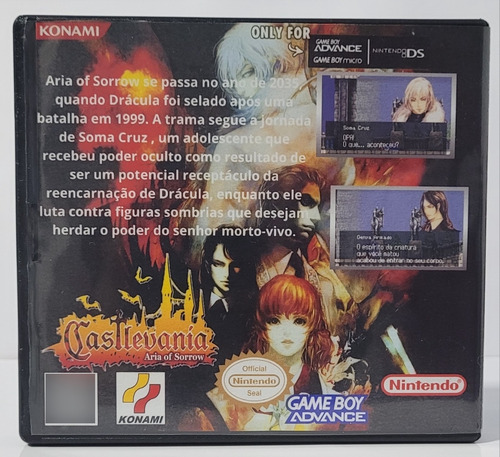 KONAMI
ONLY FOR
GAME BOY
ADVANCE
GAME BOY micro
NINTENDO DS
Aria of Sorrow se passa no ano de 2035,
quando Drácula foi selado após uma
batalha em 1999. A trama segue a jornada
de Soma Cruz , um adolescente que
recebeu poder oculto como resultado de
ser um potencial receptáculo da
reencarnação de Drácula, enquanto ele
luta contra figuras sombrias que desejam
herdar o poder do senhor morto-vivo.
Soma Cruz
OPA!
O que... aconteceu?
O espírito da criatura
que você matou
acabou de entrar no seu corpo.
Castlevania
Aria of Sorrow
KONAMI
Official
Nintendo
Seal
GAME BOY
ADVANCE
Nintendo